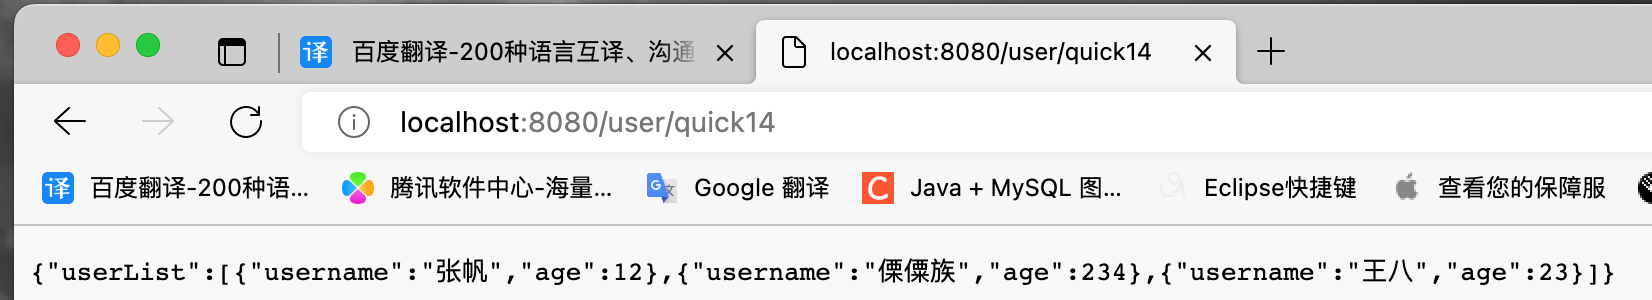 百度翻译-200种语言互译、沟通
localhost:8080/user/quick14
localhost:8080/user/quick14
百度翻译-200种语... 腾讯软件中心-海量... Google 翻译 Java + MySQL 图... Eclipse快捷键 查看您的保障服
{"userList":[{"username":"张帆","age":12},{"username":"傈僳族","age":234},{"username":"王八","age":23}]}